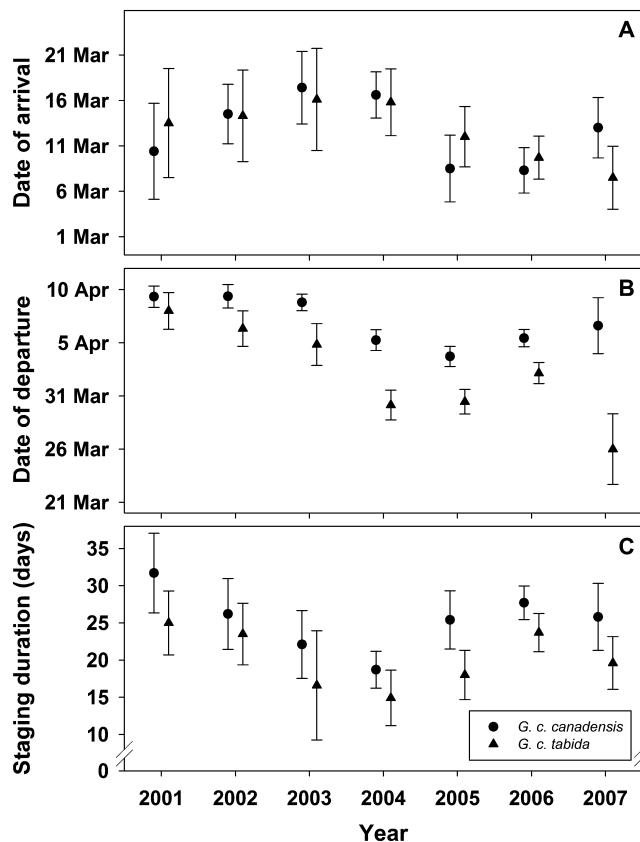 A
Date of arrival
21 Mar
16 Mar
11 Mar
6 Mar
1 Mar
B
Date of departure
10 Apr
5 Apr
31 Mar
26 Mar
21 Mar
C
Staging duration (days)
35
30
25
20
15
10
0
G. c. canadensis
G. c. tabida
2001 2002 2003 2004 2005 2006 2007
Year